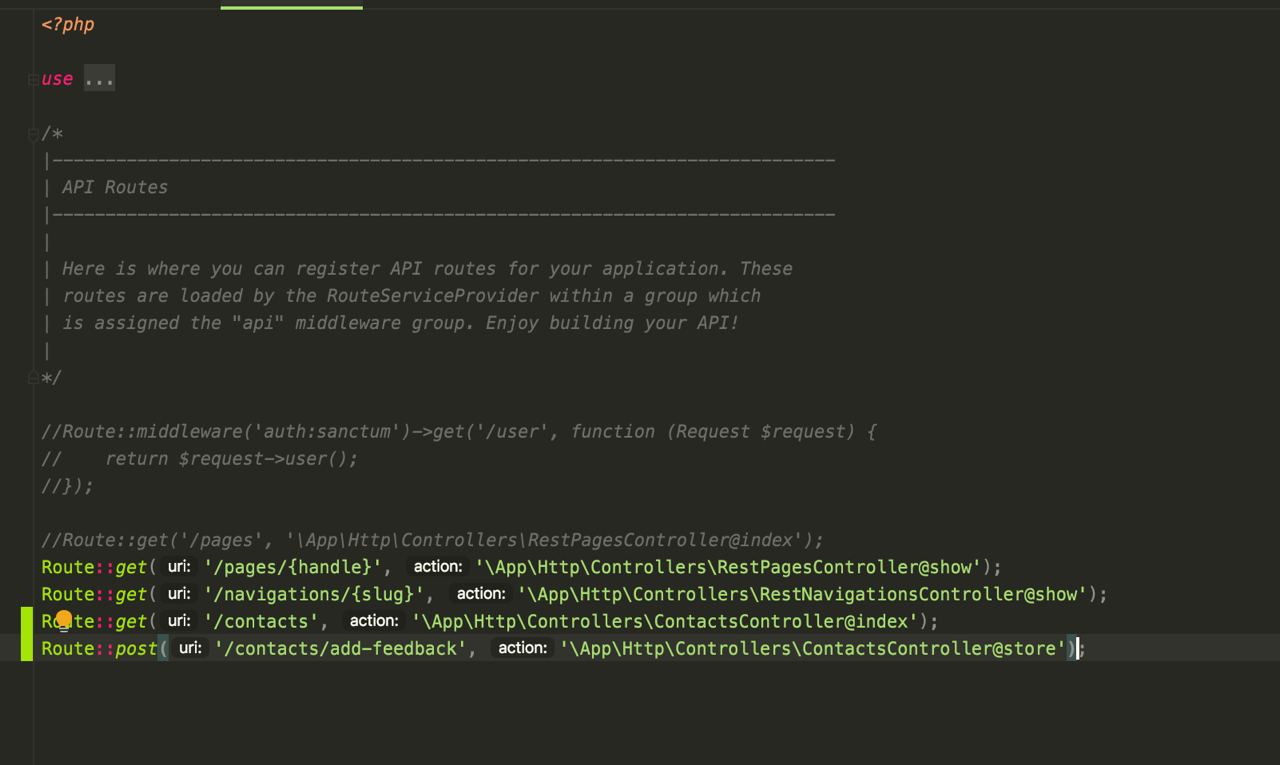 <?php
use ...
/*
|--------------------------------------------------------------------------
| API Routes
|--------------------------------------------------------------------------
|
| Here is where you can register API routes for your application. These
| routes are loaded by the RouteServiceProvider within a group which
| is assigned the "api" middleware group. Enjoy building your API!
|
*/
//Route::middleware('auth:sanctum')->get('/user', function (Request $request) {
//    return $request->user();
//});
//Route::get('/pages', '\App\Http\Controllers\RestPagesController@index');
Route::get( uri: '/pages/{handle}', action: '\App\Http\Controllers\RestPagesController@show');
Route::get( uri: '/navigations/{slug}', action: '\App\Http\Controllers\RestNavigationsController@show');
Route::get( uri: '/contacts', action: '\App\Http\Controllers\ContactsController@index');
Route::post( uri: '/contacts/add-feedback', action: '\App\Http\Controllers\ContactsController@store');